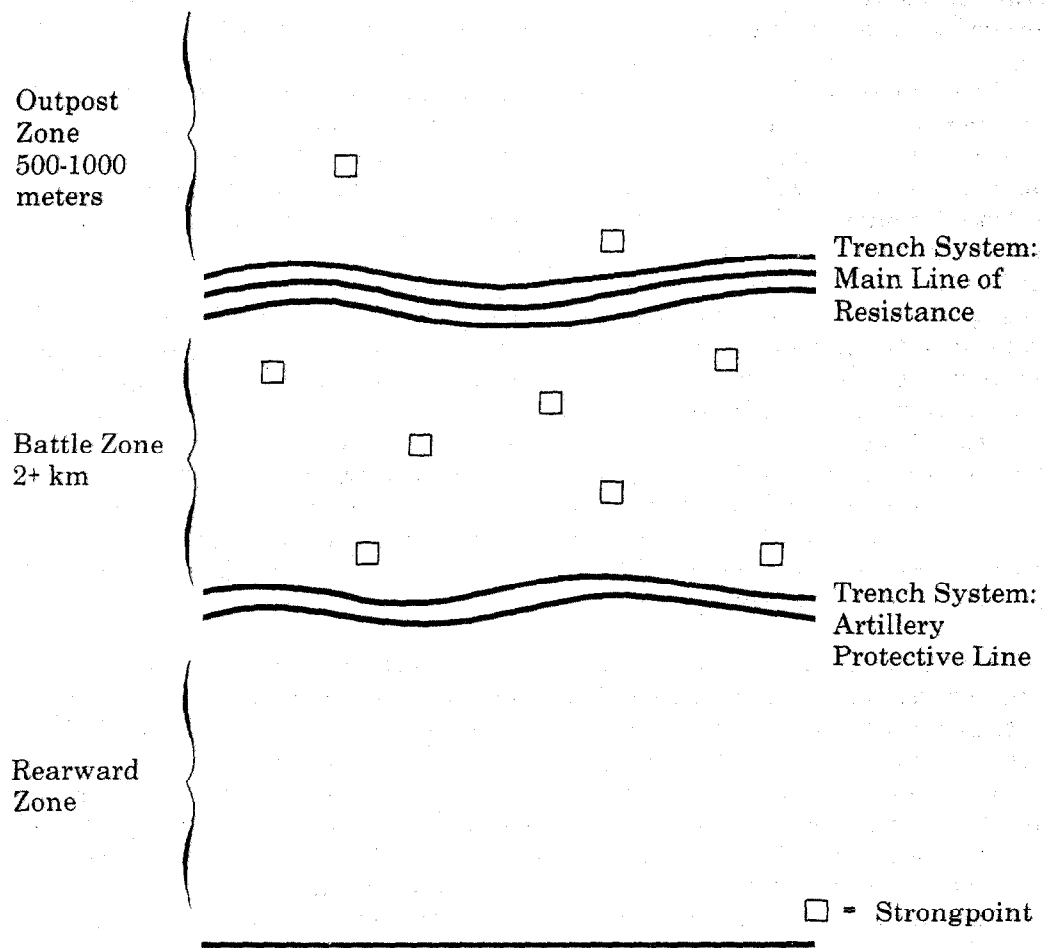 Outpost
Zone
500-1000
meters
Trench System:
Main Line of
Resistance
Battle Zone
2+ km
Trench System:
Artillery
Protective Line
Rearward
Zone
□ = Strongpoint